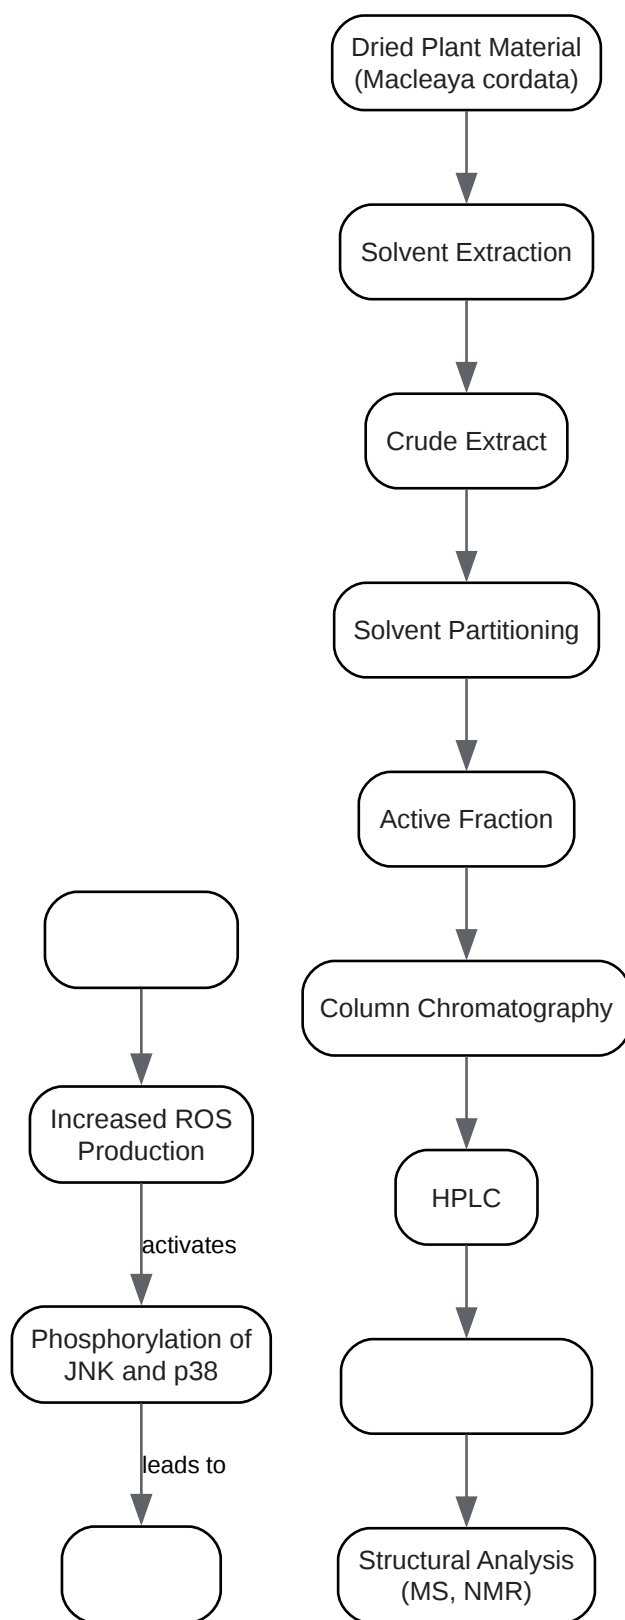 Dried Plant Material
(Macleaya cordata)
Solvent Extraction
Crude Extract
Solvent Partitioning
Active Fraction
Column Chromatography
HPLC
Structural Analysis
(MS, NMR)
Increased ROS
Production
activates
Phosphorylation of
JNK and p38
leads to